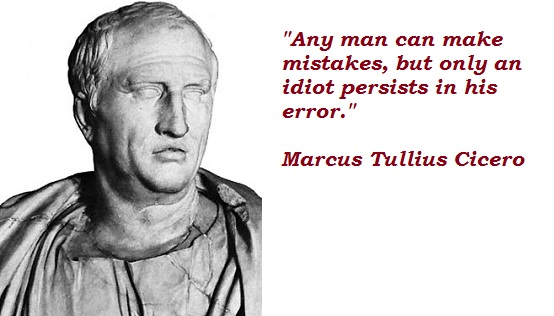 "Any man can make
mistakes, but only an
idiot persists in his
error."
Marcus Tullius Cicero